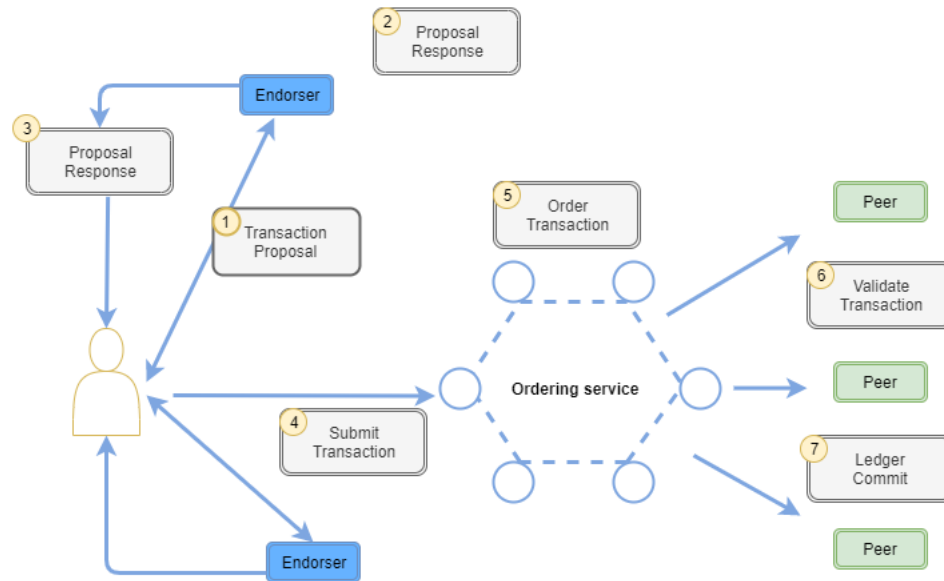 2
Proposal
Response
Endorser
3
Proposal
Response
1
Transaction
Proposal
5
Order
Transaction
Peer
6
Validate
Transaction
Ordering service
Peer
4
Submit
Transaction
7
Ledger
Commit
Endorser
Peer